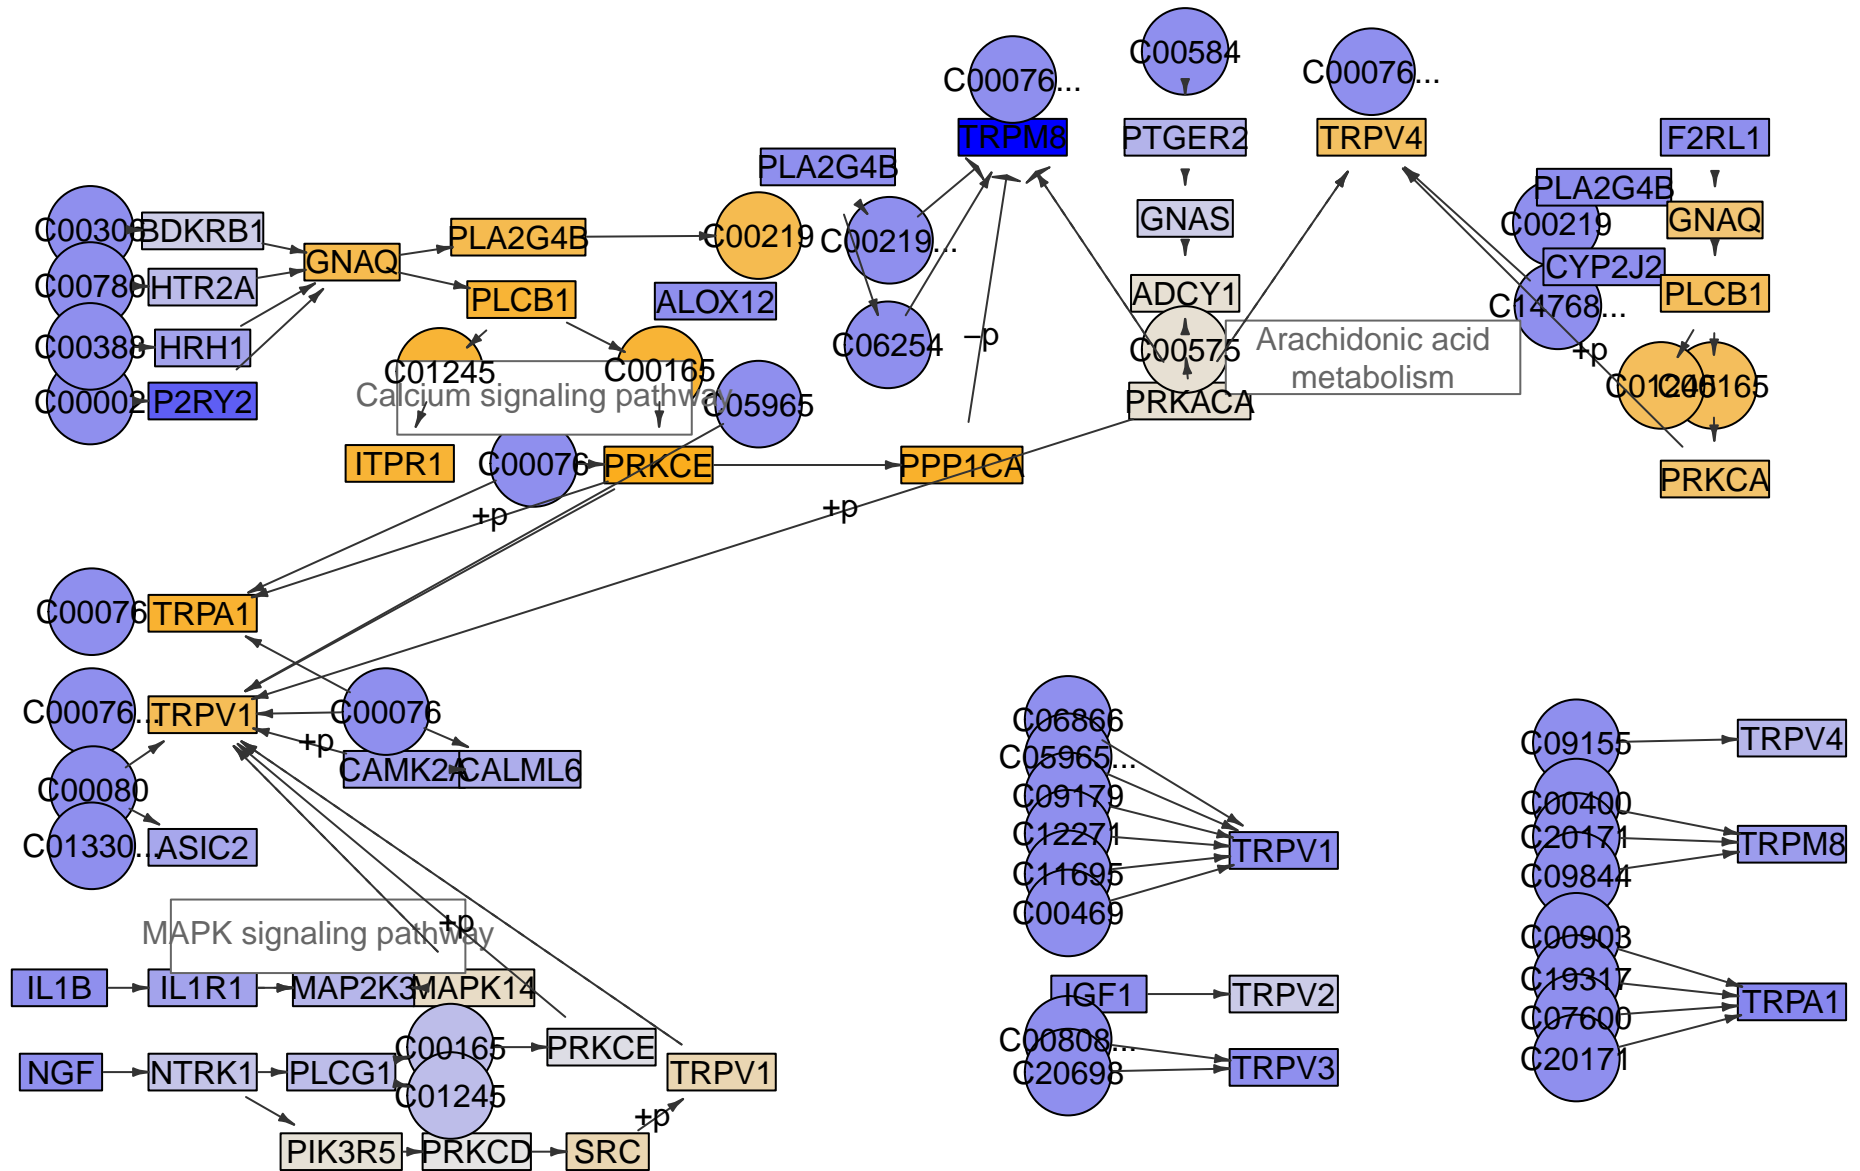 C00584
C00076...
C00076...
TRPM8
PTGER2
TRPV4
F2RL1
PLA2G4B
PLA2G4B
C00219
GNAS
GNAQ
BDKRB1
PLA2G4B
C00219
C00219...
GNAQ
CYP2J2
C00780
HTR2A
PLCB1
ALOX12
ADCY1
C14768...
PLCB1
C00388
HRH1
C06254
–p
C00575
Arachidonic acid
metabolism
+p
C01245
C00165
Calcium signaling pathway
C00002
P2RY2
C05965
PRKACA
C01245
C00165
ITPR1
C00076
PRKCE
PPP1CA
PRKCA
+p
+p
C00076
TRPA1
C00076...
TRPV1
C00076
+p
CAMK2A
CALML6
C00080
C01330...
ASIC2
C06866
C05965...
C09179
C12271
C11695
C00469
TRPV1
C09155
TRPV4
C00400
C20171
C09844
TRPM8
C00903
C19317
C07600
C20171
TRPA1
MAPK signaling pathway
+p
IL1B
IL1R1
MAP2K3
MAPK14
IGF1
TRPV2
C00808...
C20698
TRPV3
NGF
NTRK1
PLCG1
C00165
C01245
PRKCE
TRPV1
+p
PIK3R5
PRKCD
SRC